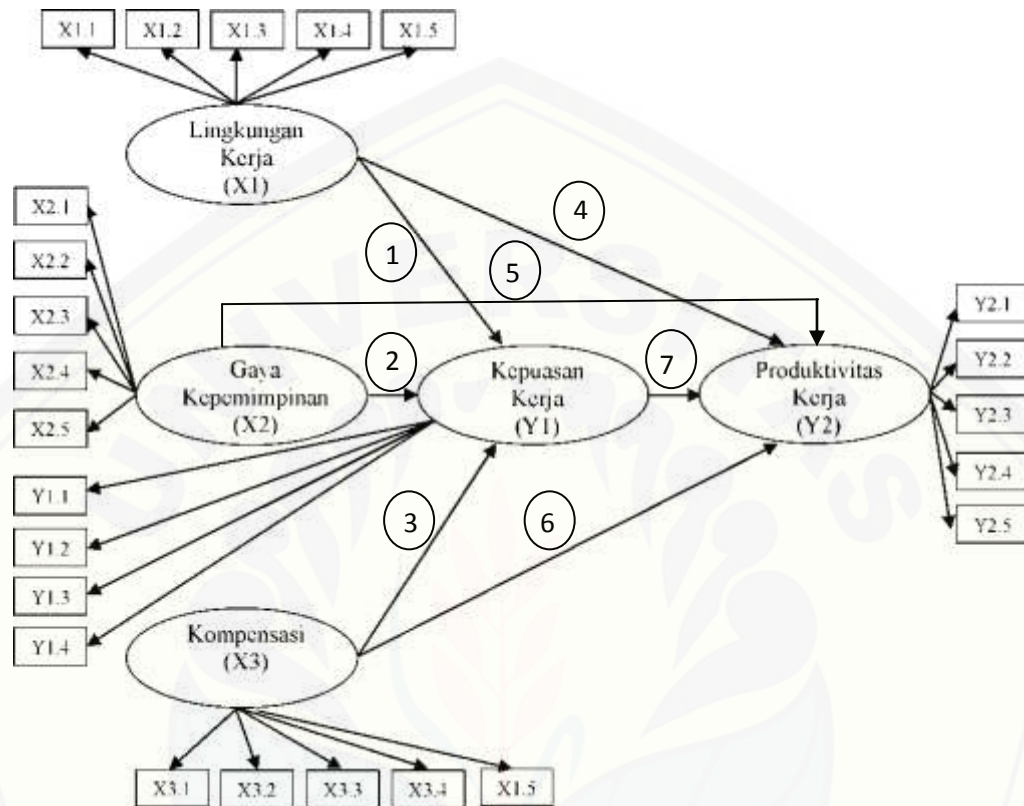 X1.1 X1.2 X1.3 X1.4 X1.5
Lingkungan
Kerja
(X1)
X2.1
X2.2
X2.3
X2.4
X2.5
4
1
5
Gaya
Kepemimpinan
(X2)
2
Kepuasan
Kerja
(Y1)
7
Produktivitas
Kerja
(Y2)
Y2.1
Y2.2
Y2.3
Y2.4
Y2.5
Y1.1
Y1.2
Y1.3
Y1.4
3
6
Kompensasi
(X3)
X3.1 X3.2 X3.3 X3.4 X1.5
UNIVERSITAS